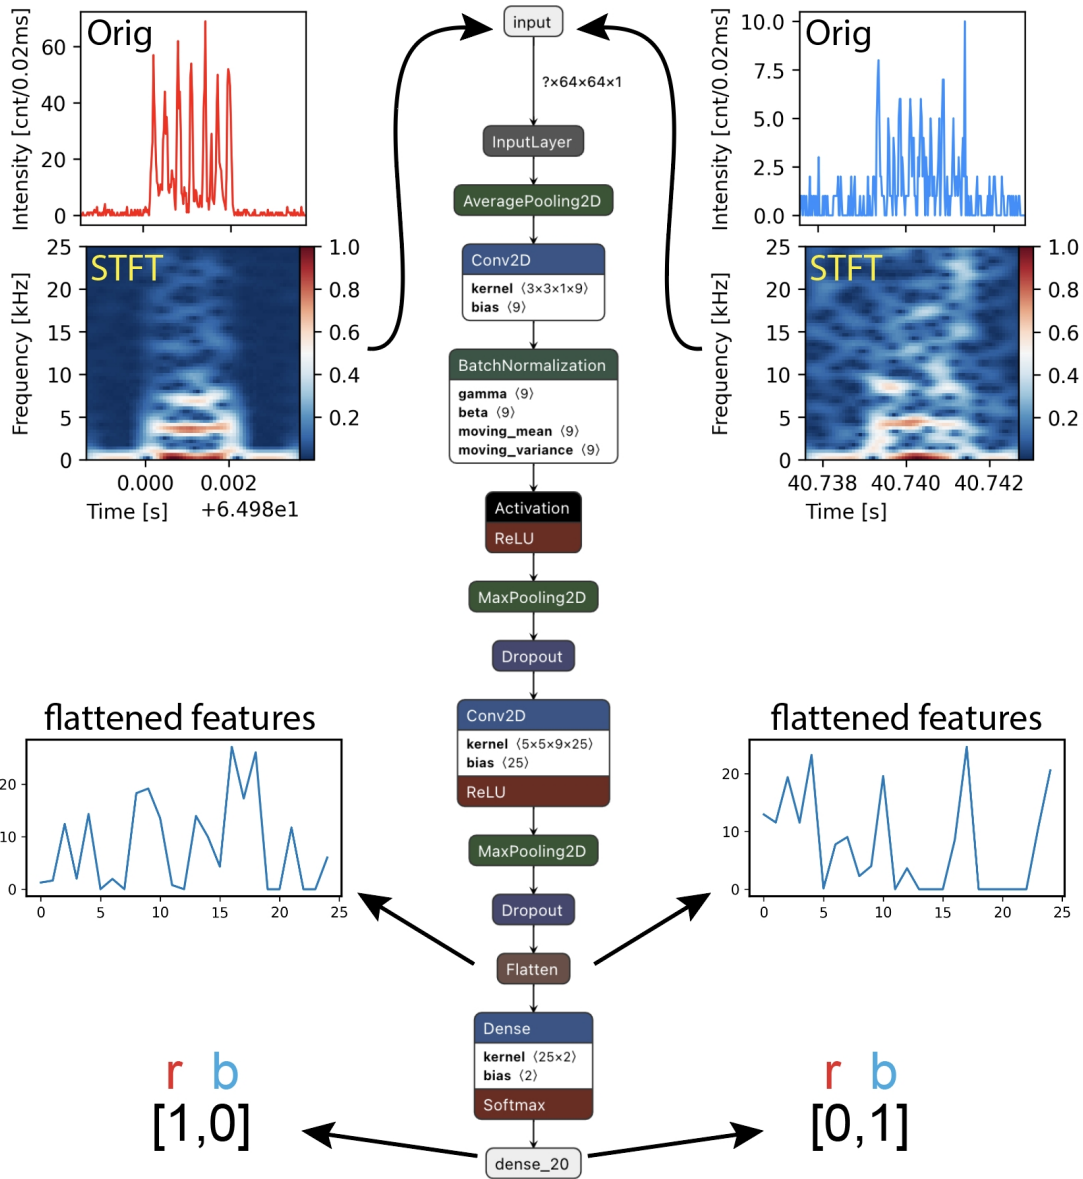 Orig
Intensity [cnt/0.02ms]
60
40
20
0
STFT
Frequency [kHz]
25
20
15
10
5
0
1.0
0.8
0.6
0.4
0.2
0.000
0.002
Time [s]
+6.498e1
input
?×64×64×1
InputLayer
AveragePooling2D
Conv2D
kernel ⟨3×3×1×9⟩
bias ⟨9⟩
BatchNormalization
gamma ⟨9⟩
beta ⟨9⟩
moving_mean ⟨9⟩
moving_variance ⟨9⟩
Activation
ReLU
MaxPooling2D
Dropout
Conv2D
kernel ⟨5×5×9×25⟩
bias ⟨25⟩
ReLU
MaxPooling2D
Dropout
Flatten
Dense
kernel ⟨25×2⟩
bias ⟨2⟩
Softmax
dense_20
Orig
Intensity [cnt/0.02ms]
10.0
7.5
5.0
2.5
0.0
STFT
Frequency [kHz]
25
20
15
10
5
0
1.0
0.8
0.6
0.4
0.2
40.738
40.740
40.742
Time [s]
flattened features
20
10
0
0
5
10
15
20
25
r b
[1,0]
flattened features
20
10
0
0
5
10
15
20
25
r b
[0,1]